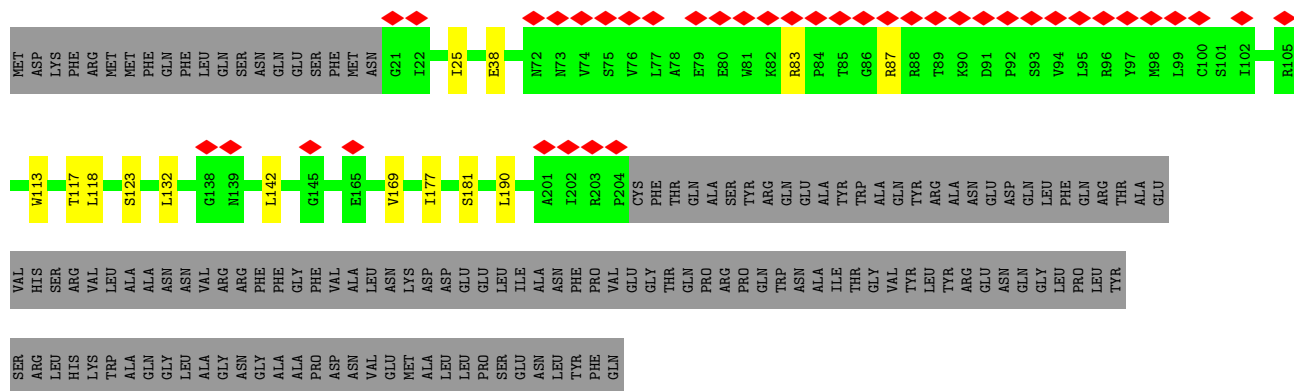 MET ASP LYS PHE ARG MET MET PHE GLN PHE LEU GLN SER ASN GLN GLU SER PHE MET ASN G21 I22 I25 E38 N72 N73 V74 S75 V76 L77 A78 E79 E80 W81 K82 R83 P84 T85 G86 R87 R88 T89 K90 D91 P92 S93 V94 L95 R96 Y97 M98 L99 C100 S101 I102 R105
W113 T117 L118 S123 L132 G138 N139 L142 G145 E165 V169 I177 S181 L190 A201 I202 R203 P204 CYS PHE THR GLN ALA SER TYR ARG GLN GLU ALA TYR TRP ALA GLN TYR ARG ALA ASN GLU ASP GLN LEU PHE GLN ARG THR ALA GLU
VAL HIS SER ARG VAL LEU ALA ALA ASN ASN VAL ARG ARG PHE PHE GLY PHE VAL ALA LEU ASN LYS ASP ASP GLU GLU LEU ILE ALA ASN PHE PRO VAL GLU GLY THR GLN PRO ARG PRO GLN TRP ASN ALA ILE THR GLY VAL TYR LEU TYR ARG GLU ASN GLN GLY LEU PRO LEU TYR
SER ARG LEU HIS LYS TRP ALA GLN GLY LEU ALA GLY ASN GLY ALA ALA PRO ASP ASN VAL GLU MET ALA LEU LEU PRO SER GLU ASN LEU TYR PHE GLN